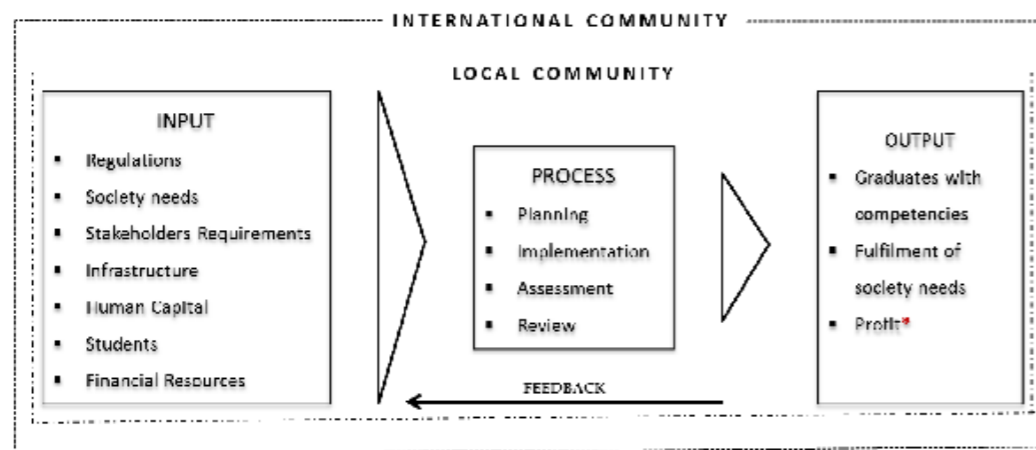 INTERNATIONAL COMMUNITY
LOCAL COMMUNITY
INPUT
▪ Regulations
▪ Society needs
▪ Stakeholders Requirements
▪ Infrastructure
▪ Human Capital
▪ Students
▪ Financial Resources
PROCESS
▪ Planning
▪ Implementation
▪ Assessment
▪ Review
FEEDBACK
OUTPUT
▪ Graduates with
competencies
▪ Fulfilment of
society needs
▪ Profit*